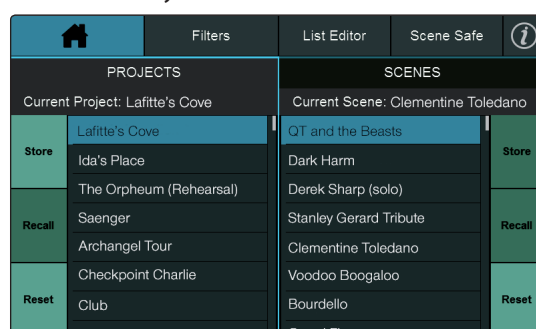 Filters
List Editor
Scene Safe
i
PROJECTS
SCENES
Current Project: Lafitte's Cove
Current Scene: Clementine Toledano
Store
Recall
Reset
Lafitte's Cove
Ida's Place
The Orpheum (Rehearsal)
Saenger
Archangel Tour
Checkpoint Charlie
Club
QT and the Beasts
Dark Harm
Derek Sharp (solo)
Stanley Gerard Tribute
Clementine Toledano
Voodoo Boogaloo
Bourdello
Store
Recall
Reset